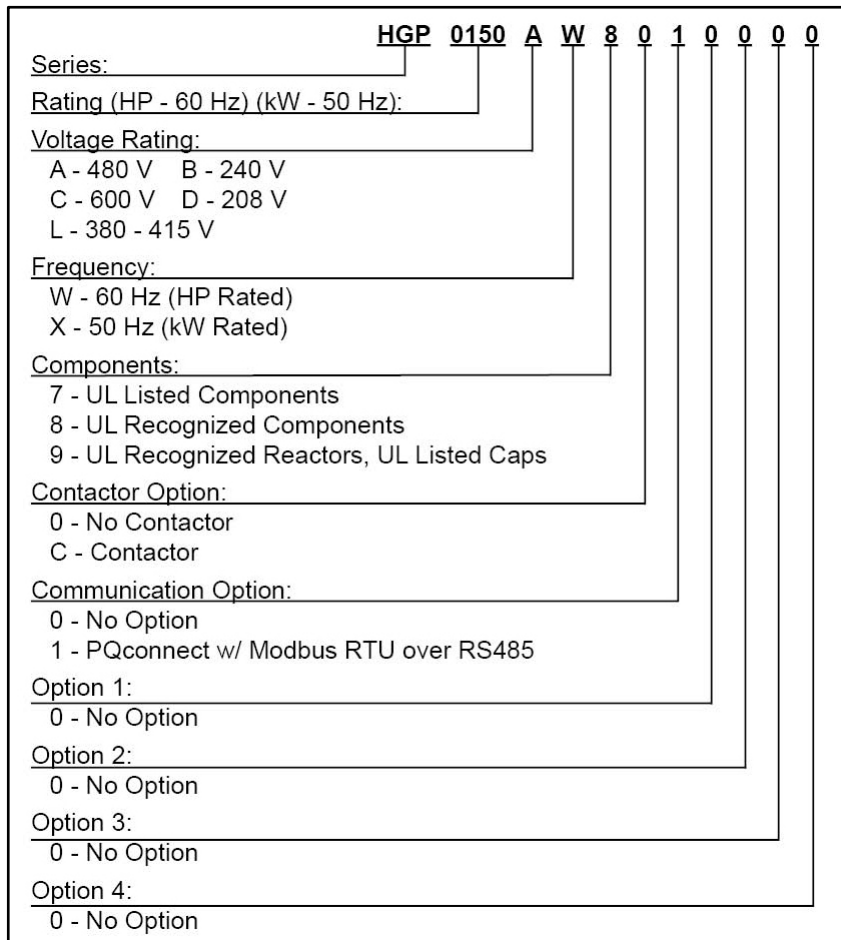 HGP 0150 A W 8 0 1 0 0 0 0
Series:
Rating (HP - 60 Hz) (kW - 50 Hz):
Voltage Rating:
A - 480 V B - 240 V
C - 600 V D - 208 V
L - 380 - 415 V
Frequency:
W - 60 Hz (HP Rated)
X - 50 Hz (kW Rated)
Components:
7 - UL Listed Components
8 - UL Recognized Components
9 - UL Recognized Reactors, UL Listed Caps
Contactor Option:
0 - No Contactor
C - Contactor
Communication Option:
0 - No Option
1 - PQconnect w/ Modbus RTU over RS485
Option 1:
0 - No Option
Option 2:
0 - No Option
Option 3:
0 - No Option
Option 4:
0 - No Option